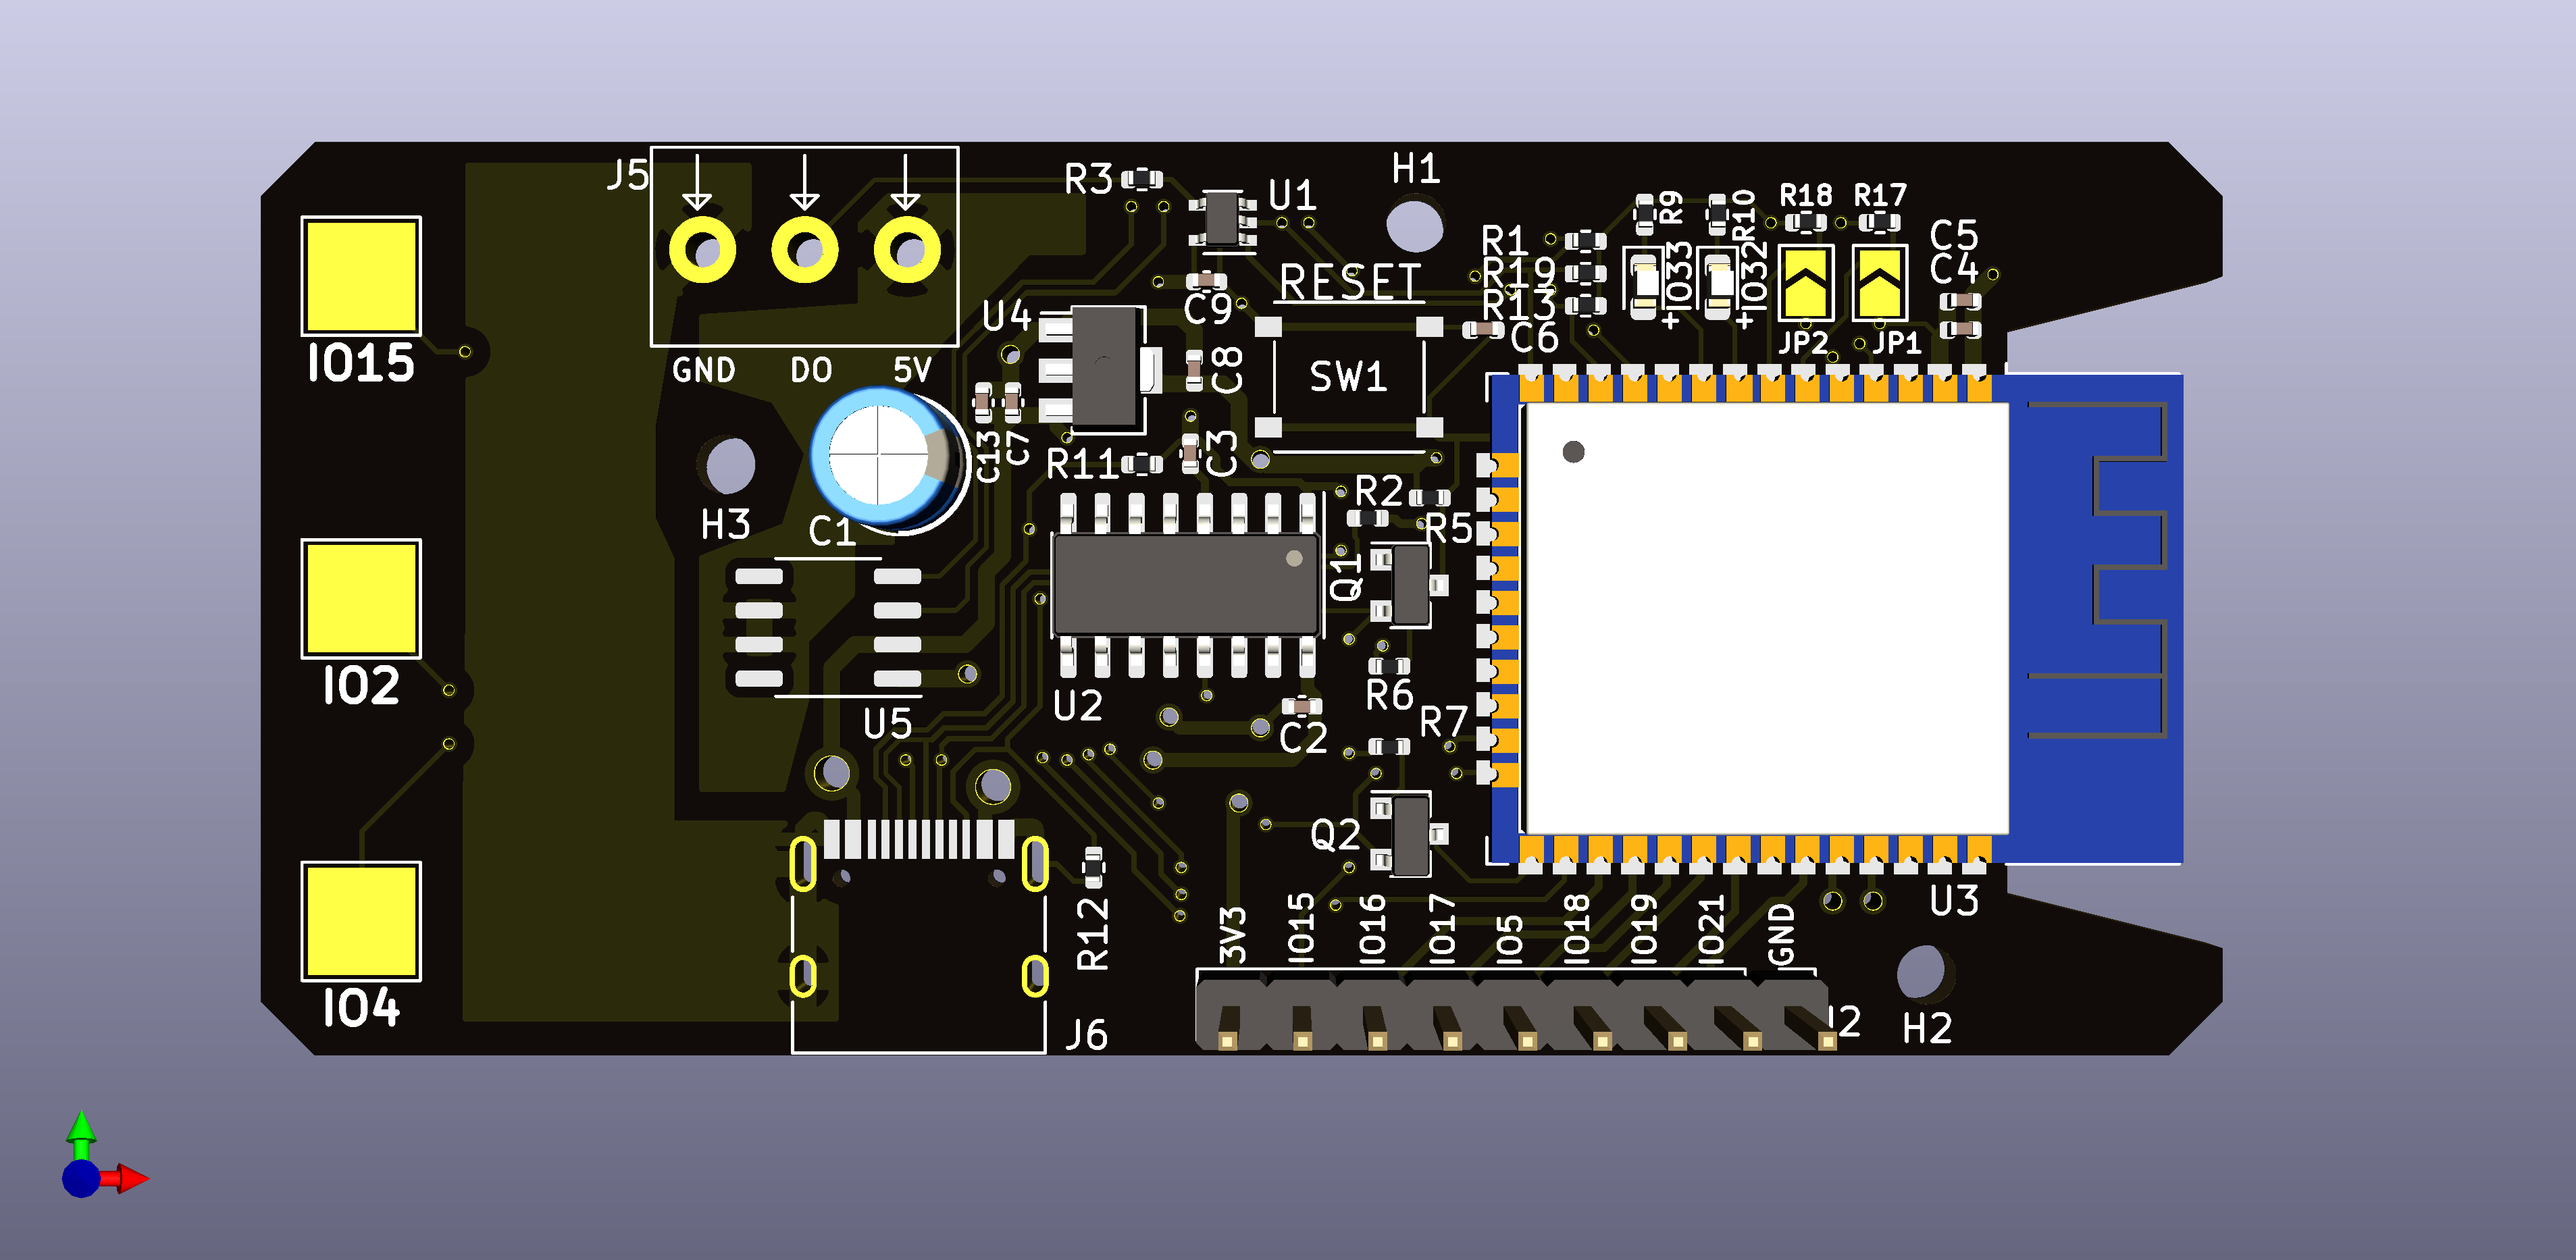 J5
R3
U1
H1
R9
R10
R18
R17
C5
C4
R1
R19
R13
IO33
+
IO32
+
RESET
C9
U4
C6
JP2
JP1
IO15
GND
DO
5V
C8
SW1
C13
C7
R11
C3
R2
R5
H3
C1
Q1
IO2
U5
U2
C2
R6
R7
Q2
IO4
J6
R12
3V3
IO15
IO16
IO17
IO5
IO18
IO19
IO21
GND
U3
H2